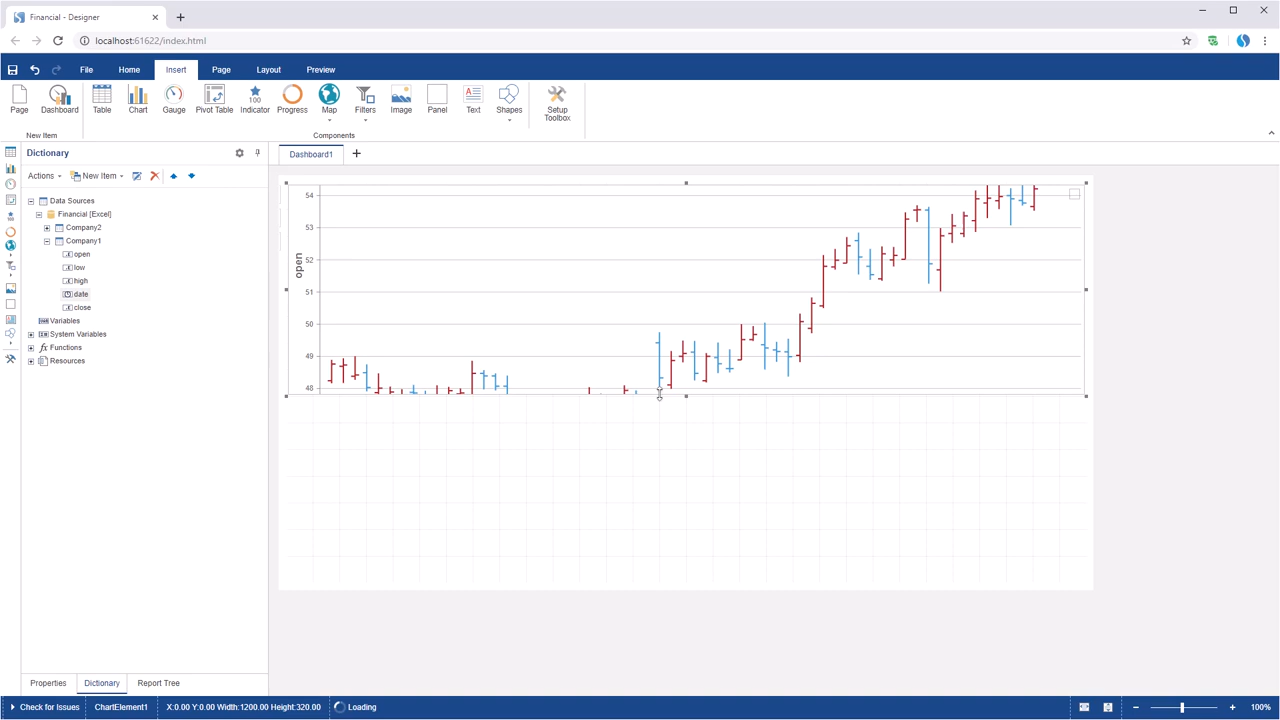 Financial - Designer
localhost:61622/index.html
File Home Insert Page Layout Preview
Page Dashboard Table Chart Gauge Pivot Table 100 Indicator Progress Map Filters Image Panel Text Shapes Setup Toolbox
New Item Components
Dictionary
Dashboard1
Actions New Item
Data Sources
Financial [Excel]
Company2
Company1
open
low
high
date
close
Variables
System Variables
Functions
Resources
open
54
53
52
51
50
49
48
Properties Dictionary Report Tree
Check for Issues ChartElement1 X:0.00 Y:0.00 Width:1200.00 Height:320.00 Loading 100%